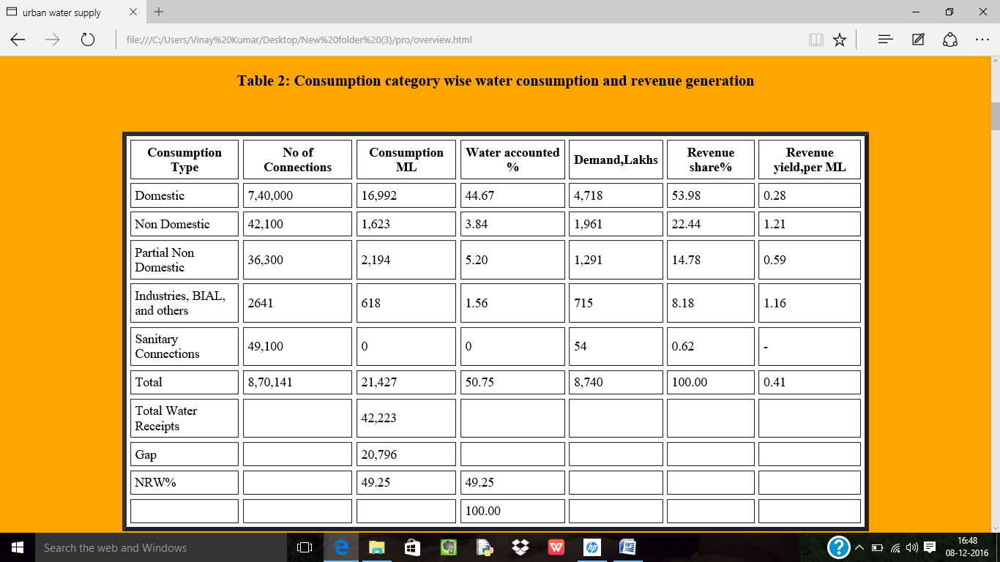 urban water supply
file:///C:/Users/Vinay%20Kumar/Desktop/New%20folder%20(3)/pro/overview.html
Table 2: Consumption category wise water consumption and revenue generation
Consumption Type No of Connections Consumption ML Water accounted % Demand,Lakhs Revenue share% Revenue yield,per ML
Domestic 7,40,000 16,992 44.67 4,718 53.98 0.28
Non Domestic 42,100 1,623 3.84 1,961 22.44 1.21
Partial Non Domestic 36,300 2,194 5.20 1,291 14.78 0.59
Industries, BIAL, and others 2641 618 1.56 715 8.18 1.16
Sanitary Connections 49,100 0 0 54 0.62 -
Total 8,70,141 21,427 50.75 8,740 100.00 0.41
Total Water Receipts 42,223
Gap 20,796
NRW% 49.25 49.25
100.00
Search the web and Windows
16:48
08-12-2016